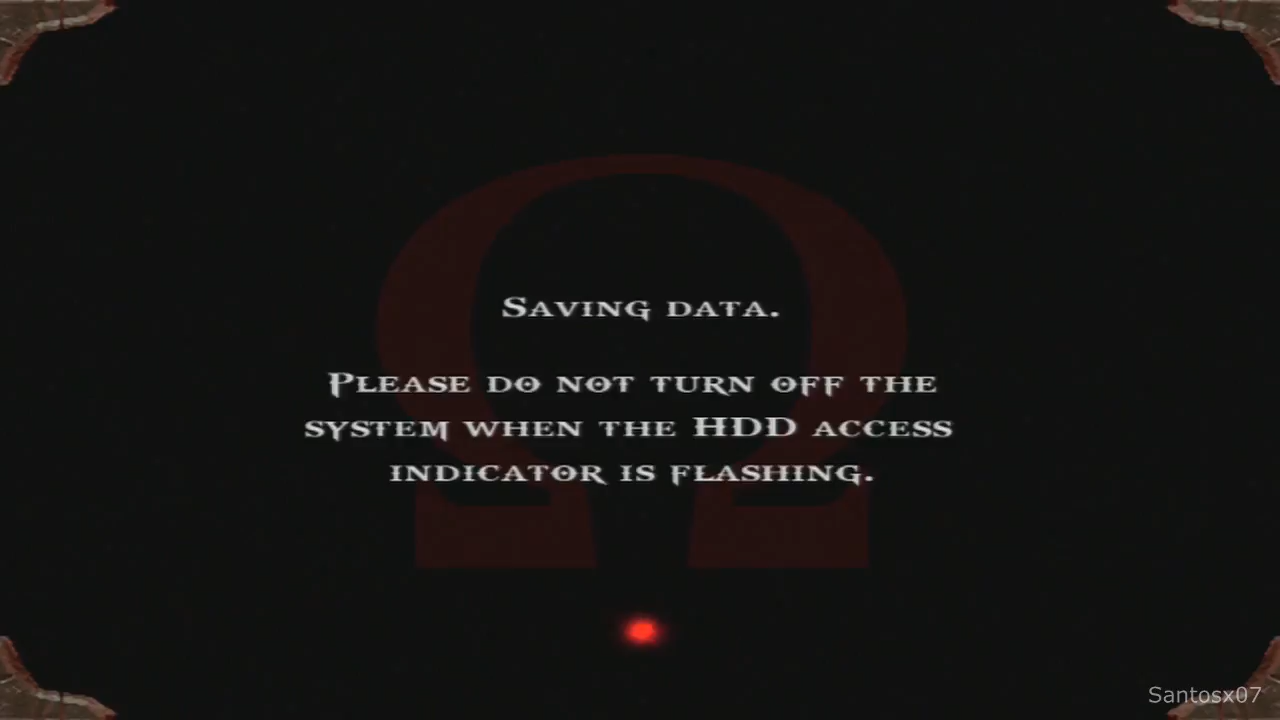 Saving data.
Please do not turn off the
system when the HDD access
indicator is flashing.
Santosx07